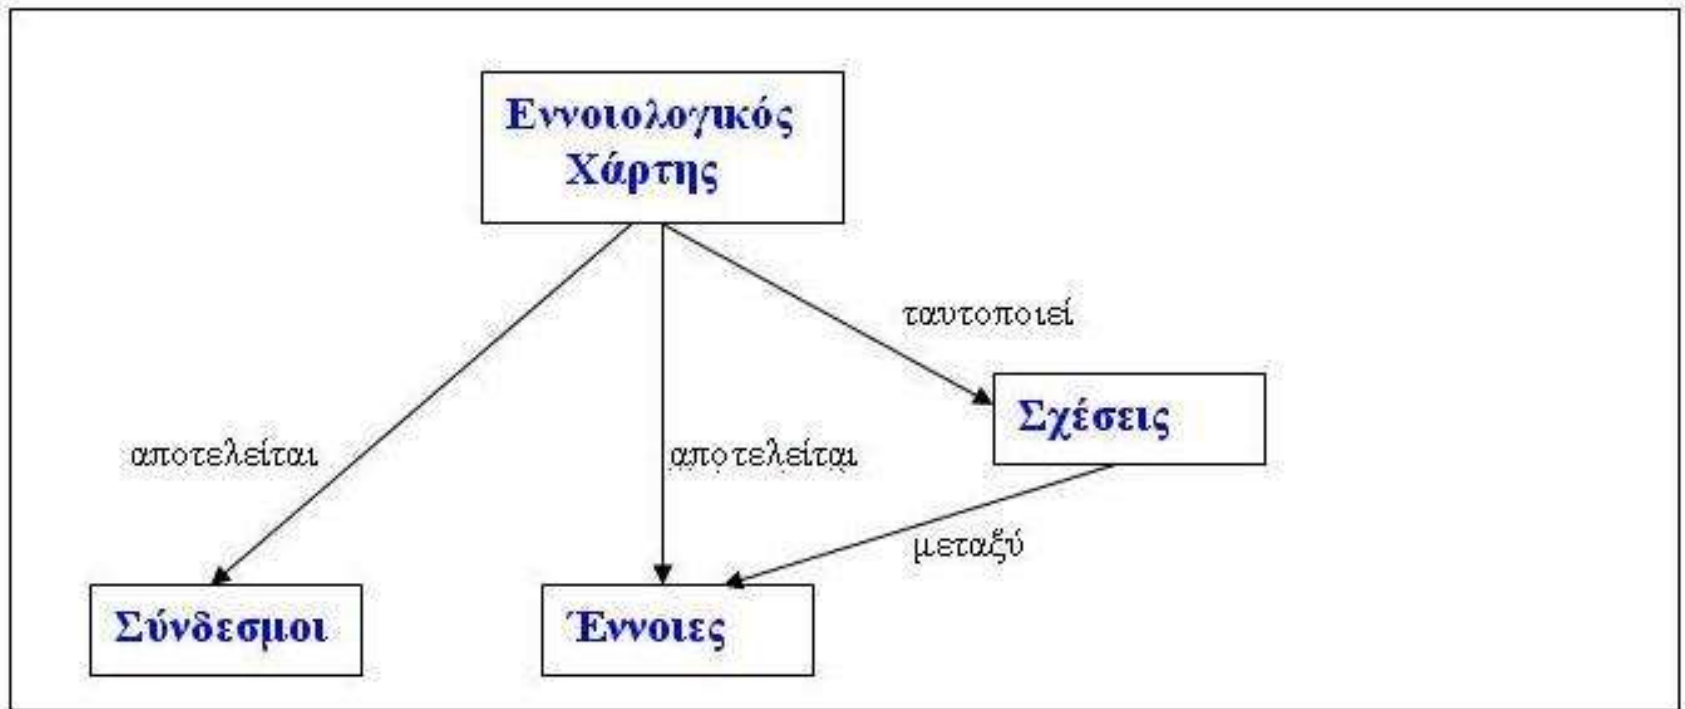 Εννοιολογικός
Χάρτης
ταυτοποιεί
Σχέσεις
αποτελείται
αποτελείται
μεταξύ
Σύνδεσμοι
Έννοιες